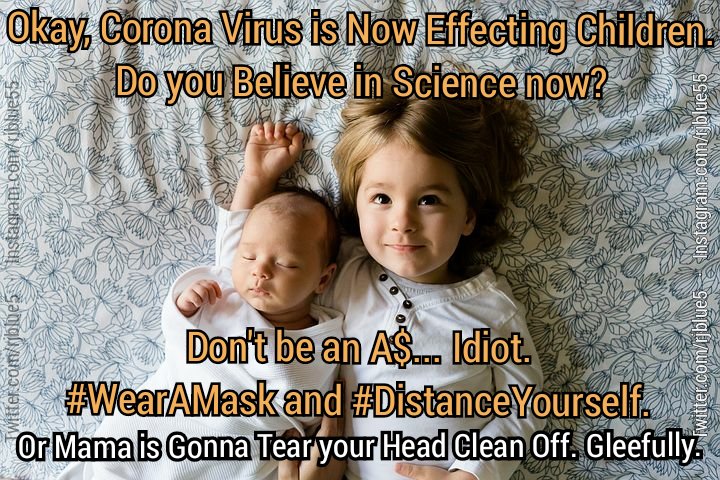 Okay, Corona Virus is Now Effecting Children.
Do you Believe in Science now?
Don't be an A$... Idiot.
#WearAMask and #DistanceYourself.
Or Mama is Gonna Tear your Head Clean Off. Gleefully.
Twitter.com/rjblue5 - Instagram.com/rjblue55
Twitter.com/rjblue5 - Instagram.com/rjblue55